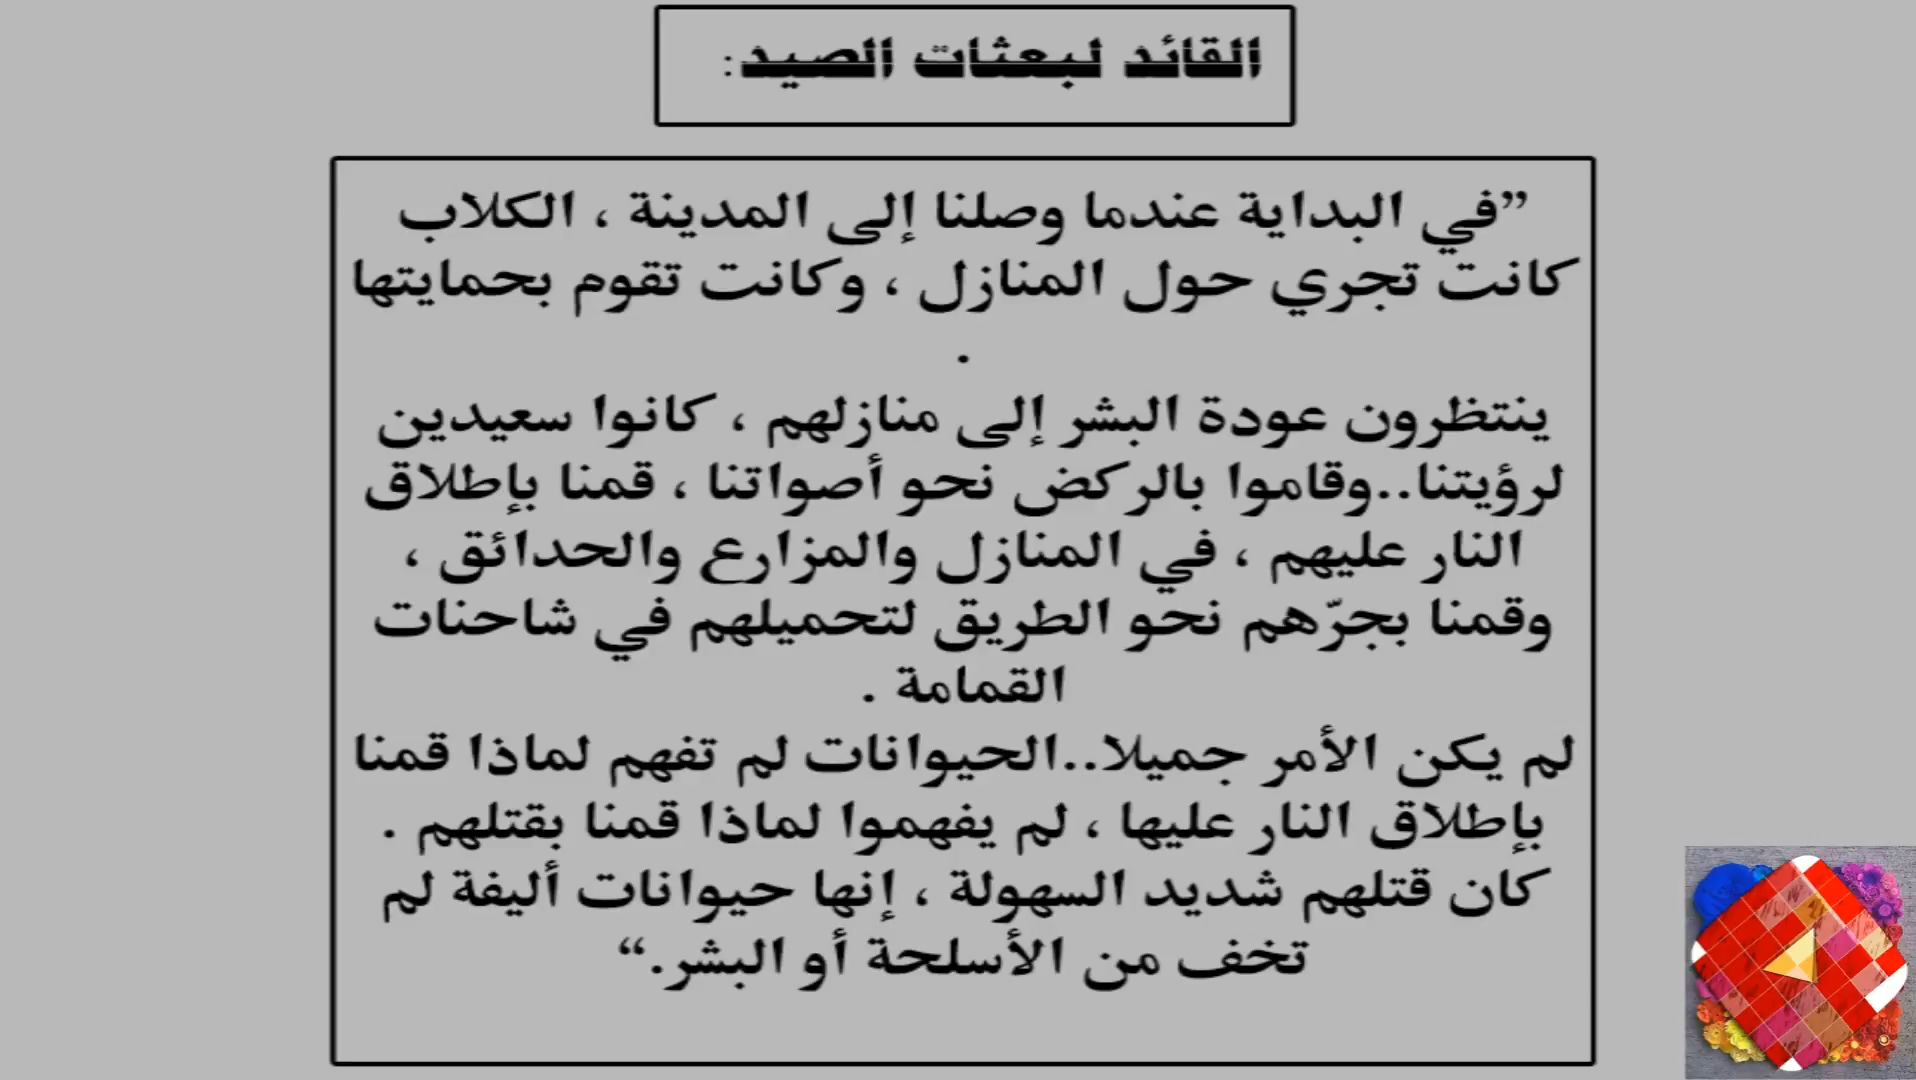 القائد لبعثات الصيد:
”في البداية عندما وصلنا إلى المدينة ، الكلاب
كانت تجري حول المنازل ، وكانت تقوم بحمايتها
.
ينتظرون عودة البشر إلى منازلهم ، كانوا سعيدين
لرؤيتنا..وقاموا بالركض نحو أصواتنا ، قمنا بإطلاق
النار عليهم ، في المنازل والمزارع والحدائق ،
وقمنا بجرّهم نحو الطريق لتحميلهم في شاحنات
القمامة .
لم يكن الأمر جميلا..الحيوانات لم تفهم لماذا قمنا
بإطلاق النار عليها ، لم يفهموا لماذا قمنا بقتلهم .
كان قتلهم شديد السهولة ، إنها حيوانات أليفة لم
تخف من الأسلحة أو البشر.“